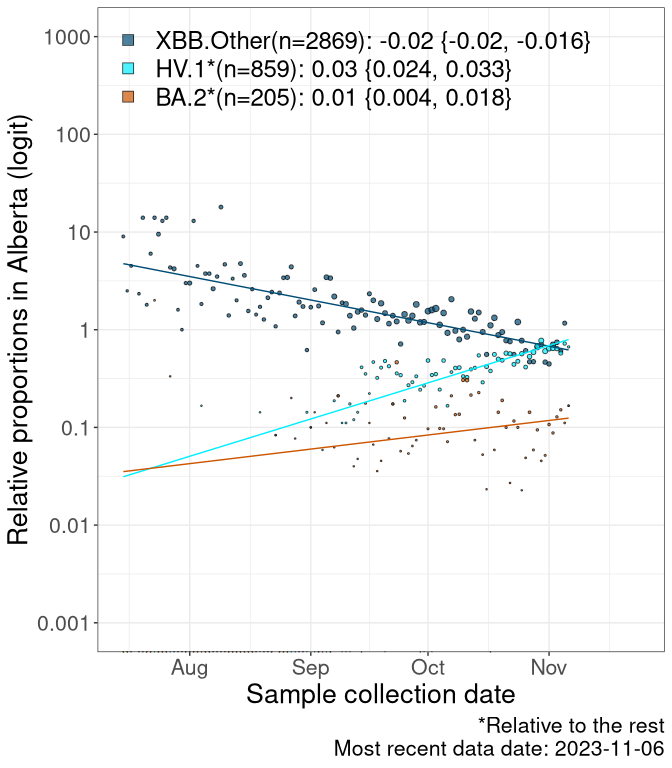 XBB.Other(n=2869): -0.02 {-0.02, -0.016}
HV.1*(n=859): 0.03 {0.024, 0.033}
BA.2*(n=205): 0.01 {0.004, 0.018}
Relative proportions in Alberta (logit)
1000
100
10
1
0.1
0.01
0.001
Aug Sep Oct Nov
Sample collection date
*Relative to the rest
Most recent data date: 2023-11-06